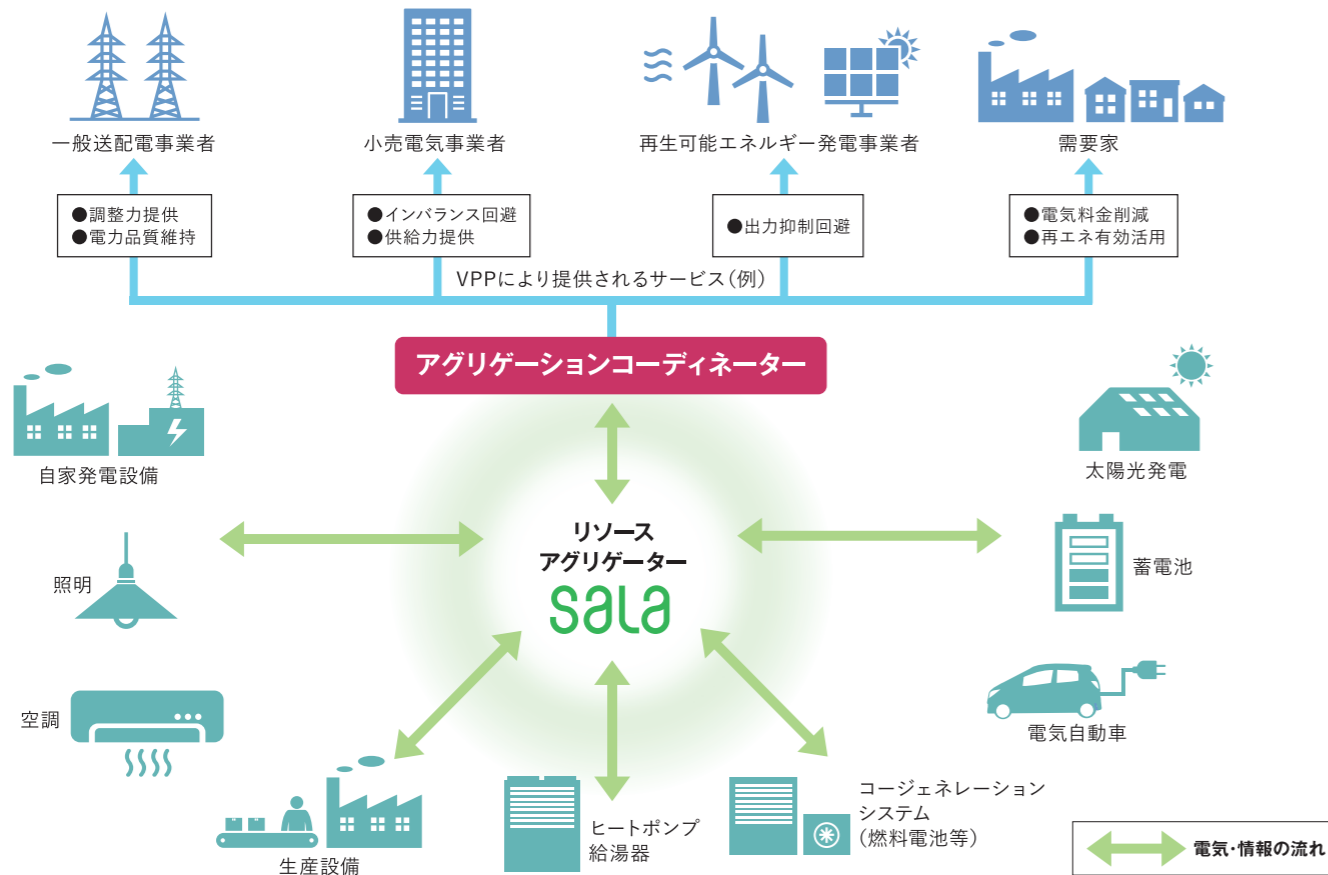 一般送配電事業者
小売電気事業者
再生可能エネルギー発電事業者
需要家
●調整力提供
●電力品質維持
●インバランス回避
●供給力提供
●出力抑制回避
●電気料金削減
●再エネ有効活用
VPPにより提供されるサービス(例)
アグリゲーションコーディネーター
自家発電設備
太陽光発電
リソース
アグリゲーター
sala
照明
蓄電池
空調
電気自動車
生産設備
ヒートポンプ
給湯器
コージェネレーション
システム
(燃料電池等)
電気・情報の流れ